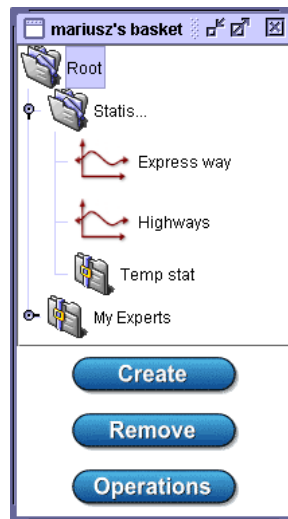 mariusz's basket
Root
Statis...
Express way
Highways
Temp stat
My Experts
Create
Remove
Operations